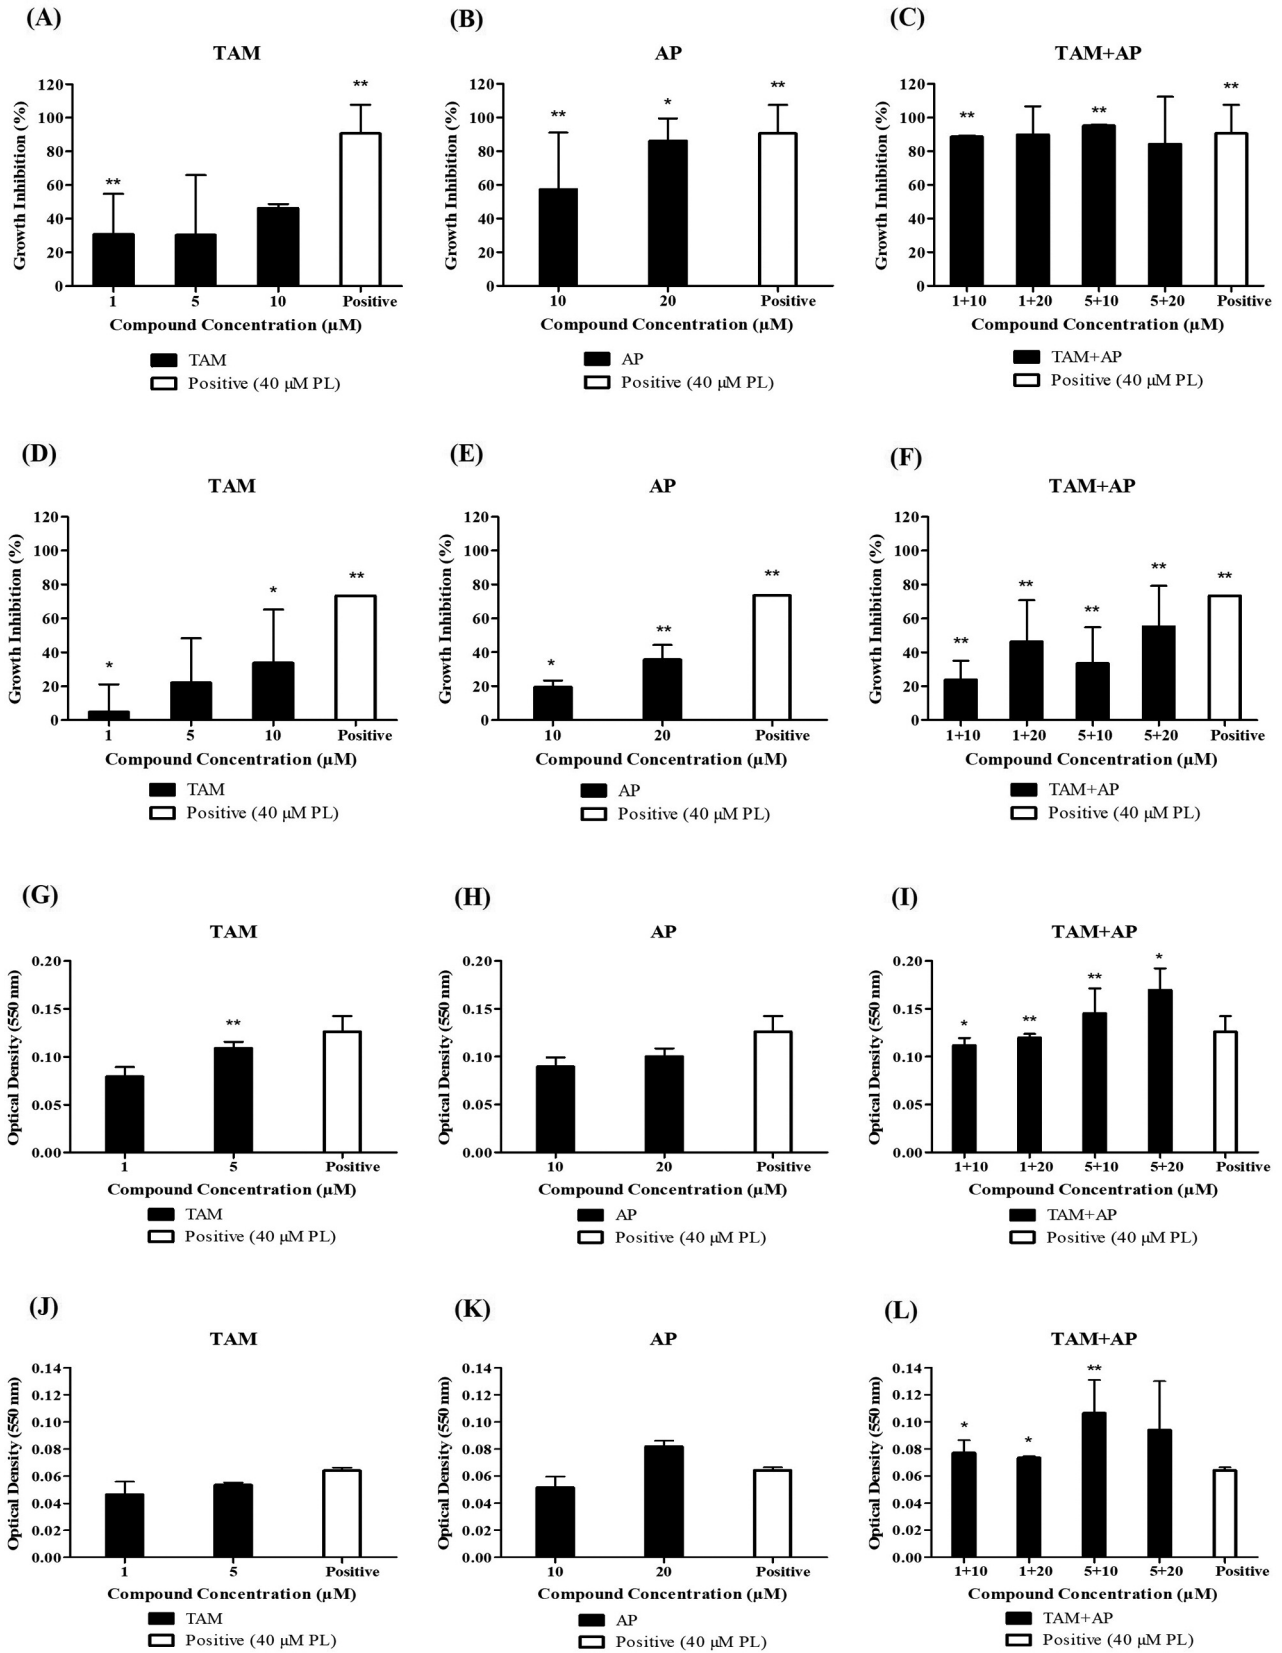 (A)
TAM
Growth Inhibition (%)
120
100
80
60
40
20
0
**
**
1 5 10 Positive
Compound Concentration (µM)
TAM
Positive (40 µM PL)
(B)
AP
Growth Inhibition (%)
120
100
80
60
40
20
0
** * **
10 20 Positive
Compound Concentration (µM)
AP
Positive (40 µM PL)
(C)
TAM+AP
Growth Inhibition (%)
120
100
80
60
40
20
0
** ** **
1+10 1+20 5+10 5+20 Positive
Compound Concentration (µM)
TAM+AP
Positive (40 µM PL)
(D)
TAM
Growth Inhibition (%)
120
100
80
60
40
20
0
* * **
1 5 10 Positive
Compound Concentration (µM)
TAM
Positive (40 µM PL)
(E)
AP
Growth Inhibition (%)
120
100
80
60
40
20
0
* ** **
10 20 Positive
Compound Concentration (µM)
AP
Positive (40 µM PL)
(F)
TAM+AP
Growth Inhibition (%)
120
100
80
60
40
20
0
** ** ** ** **
1+10 1+20 5+10 5+20 Positive
Compound Concentration (µM)
TAM+AP
Positive (40 µM PL)
(G)
TAM
Optical Density (550 nm)
0.20
0.15
0.10
0.05
0.00
**
1 5 Positive
Compound Concentration (µM)
TAM
Positive (40 µM PL)
(H)
AP
Optical Density (550 nm)
0.20
0.15
0.10
0.05
0.00
10 20 Positive
Compound Concentration (µM)
AP
Positive (40 µM PL)
(I)
TAM+AP
Optical Density (550 nm)
0.20
0.15
0.10
0.05
0.00
* ** ** *
1+10 1+20 5+10 5+20 Positive
Compound Concentration (µM)
TAM+AP
Positive (40 µM PL)
(J)
TAM
Optical Density (550 nm)
0.14
0.12
0.10
0.08
0.06
0.04
0.02
0.00
1 5 Positive
Compound Concentration (µM)
TAM
Positive (40 µM PL)
(K)
AP
Optical Density (550 nm)
0.14
0.12
0.10
0.08
0.06
0.04
0.02
0.00
10 20 Positive
Compound Concentration (µM)
AP
Positive (40 µM PL)
(L)
TAM+AP
Optical Density (550 nm)
0.14
0.12
0.10
0.08
0.06
0.04
0.02
0.00
* * **
1+10 1+20 5+10 5+20 Positive
Compound Concentration (µM)
TAM+AP
Positive (40 µM PL)